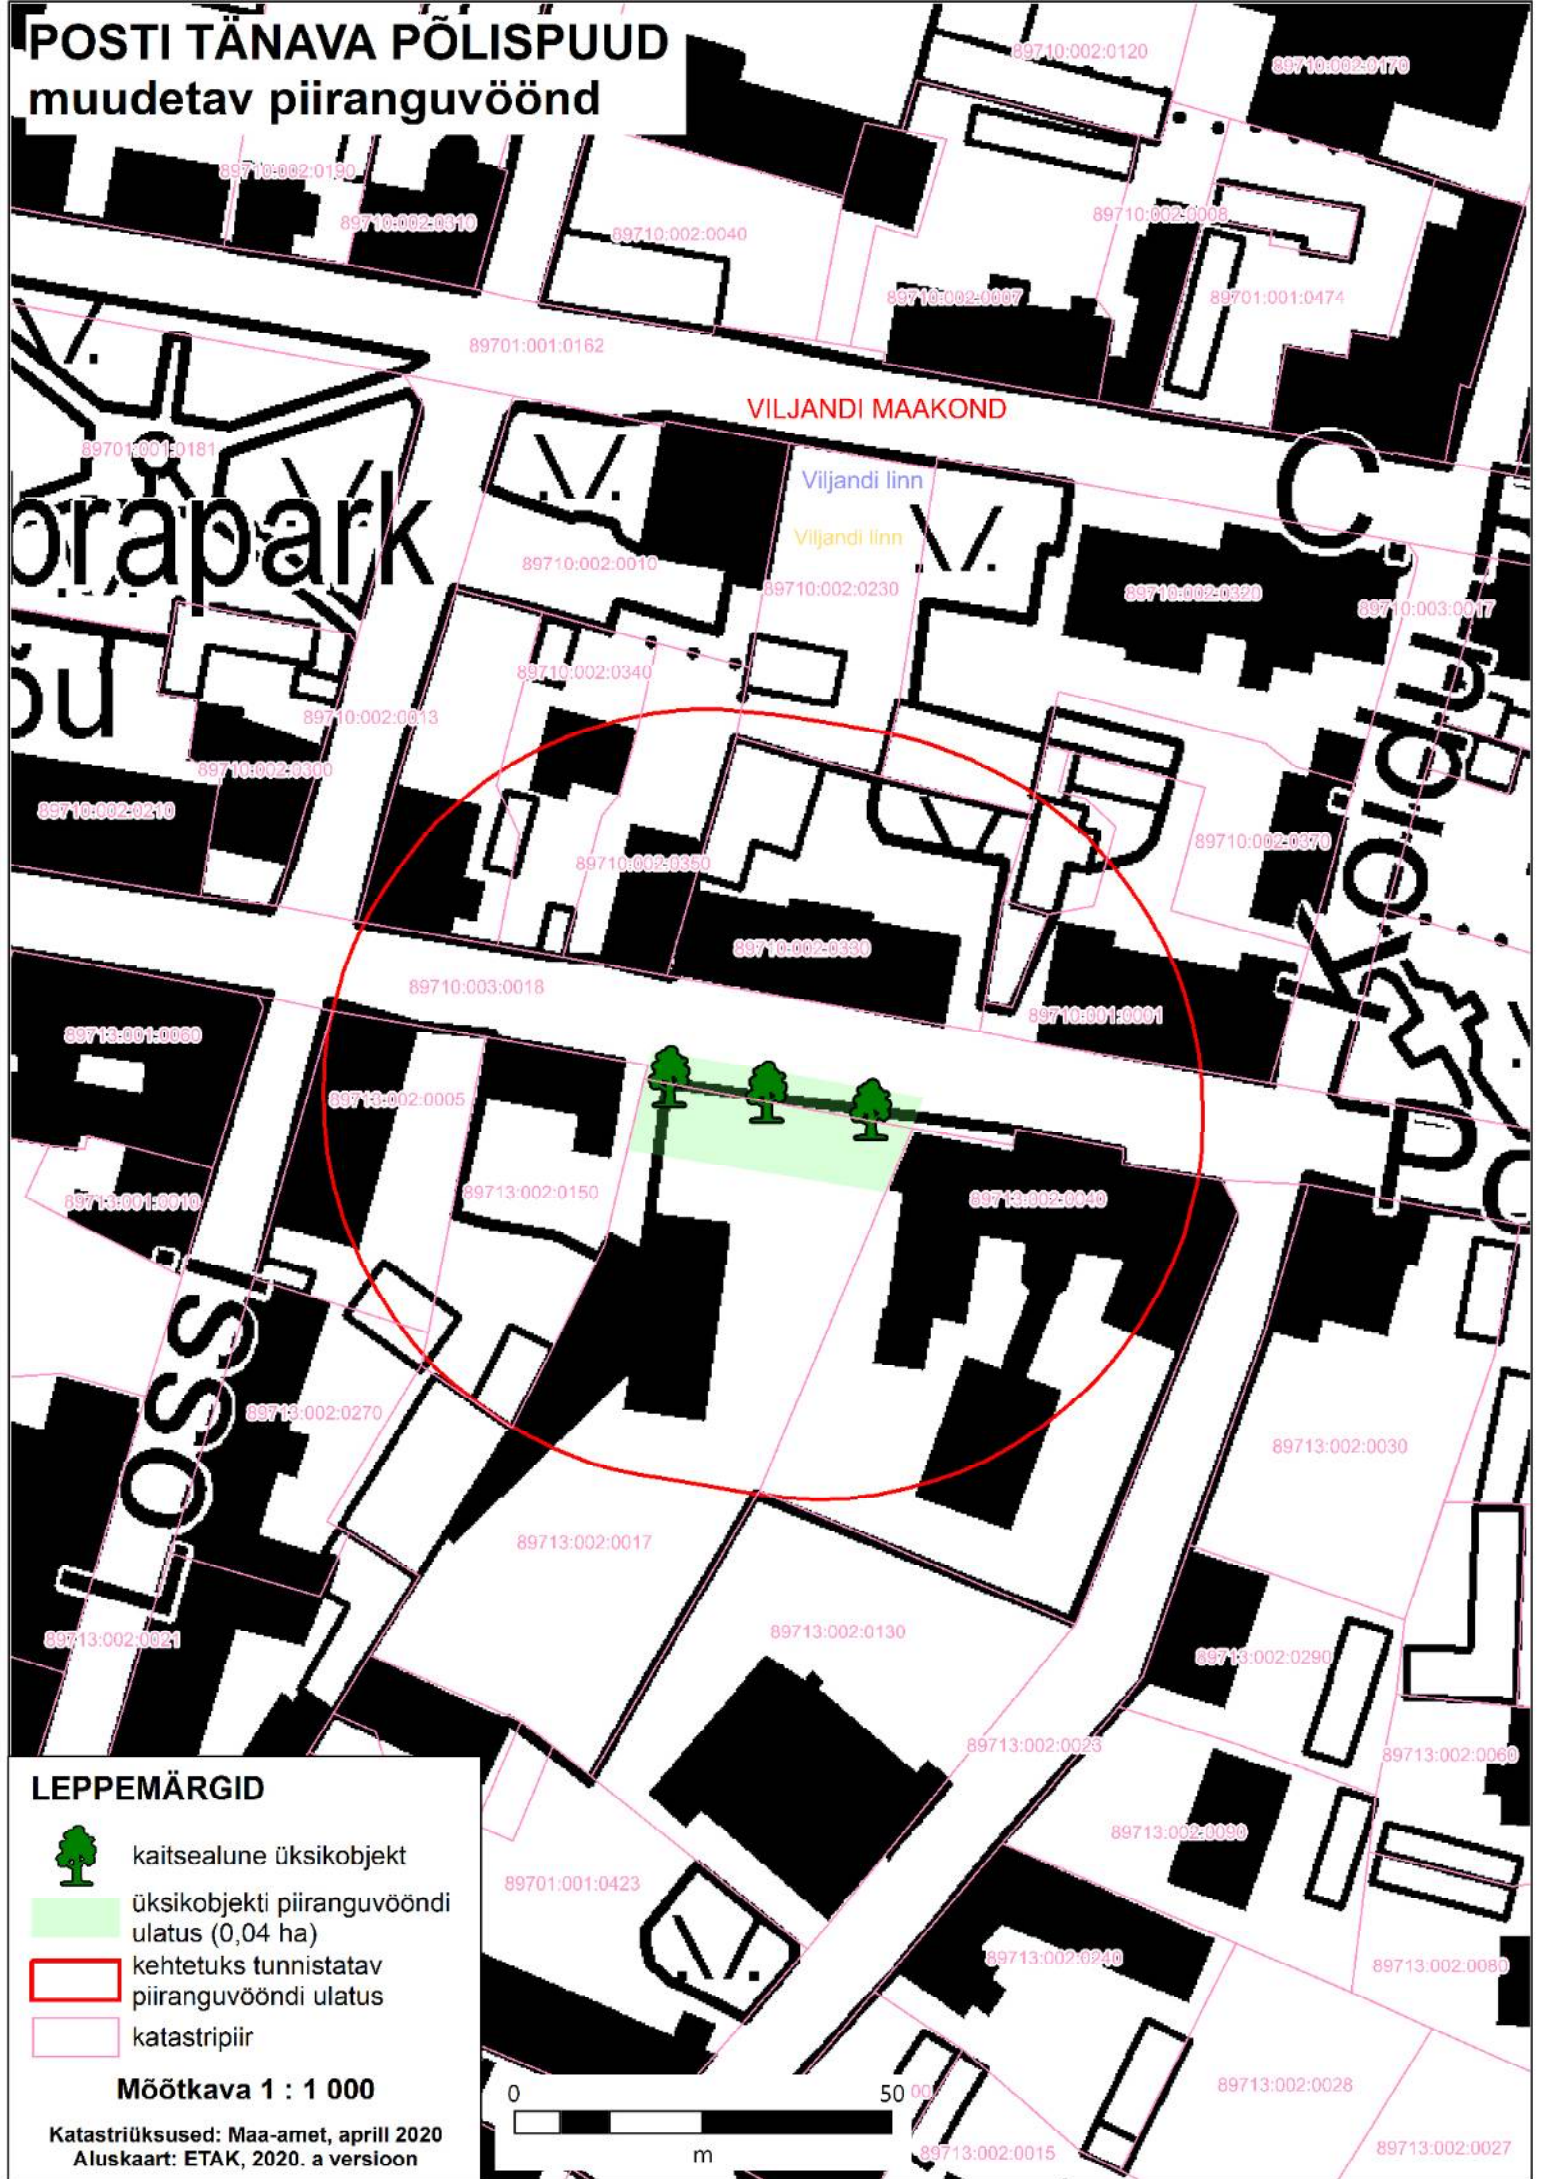 POSTI TÄNAVA PÕLISPUUD
muudetav piiranguvöönd
89710:002:0120
89710:002:0170
89710:002:0190
89710:002:0310
89710:002:0040
89710:002:0008
89710:002:0007
89701:001:0474
89701:001:0162
VILJANDI MAAKOND
89701:001:0181
Viljandi linn
C.
orapark
Viljandi linn
89710:002:0010
89710:002:0230
89710:002:0320
89710:003:0017
õu
89710:002:0340
89710:002:0013
89710:002:0300
89710:002:0210
Koidu
89710:002:0370
89710:002:0350
89710:002:0330
89710:003:0018
89710:001:0001
89713:001:0060
89713:002:0005
Po
89713:002:0150
89713:001:0010
89713:002:0040
Lossi
89713:002:0270
89713:002:0030
89713:002:0017
89713:002:0130
89713:002:0021
89713:002:0290
89713:002:0023
89713:002:0060
89713:002:0090
89701:001:0423
89713:002:0240
89713:002:0080
89713:002:0028
89713:002:0015
89713:002:0027
LEPPEMÄRGID
kaitsealune üksikobjekt
üksikobjekti piiranguvööndi
ulatus (0,04 ha)
kehtetuks tunnistatav
piiranguvööndi ulatus
katastripiir
Mõõtkava 1 : 1 000
Katastriüksused: Maa-amet, aprill 2020
Aluskaart: ETAK, 2020. a versioon
0 50
m